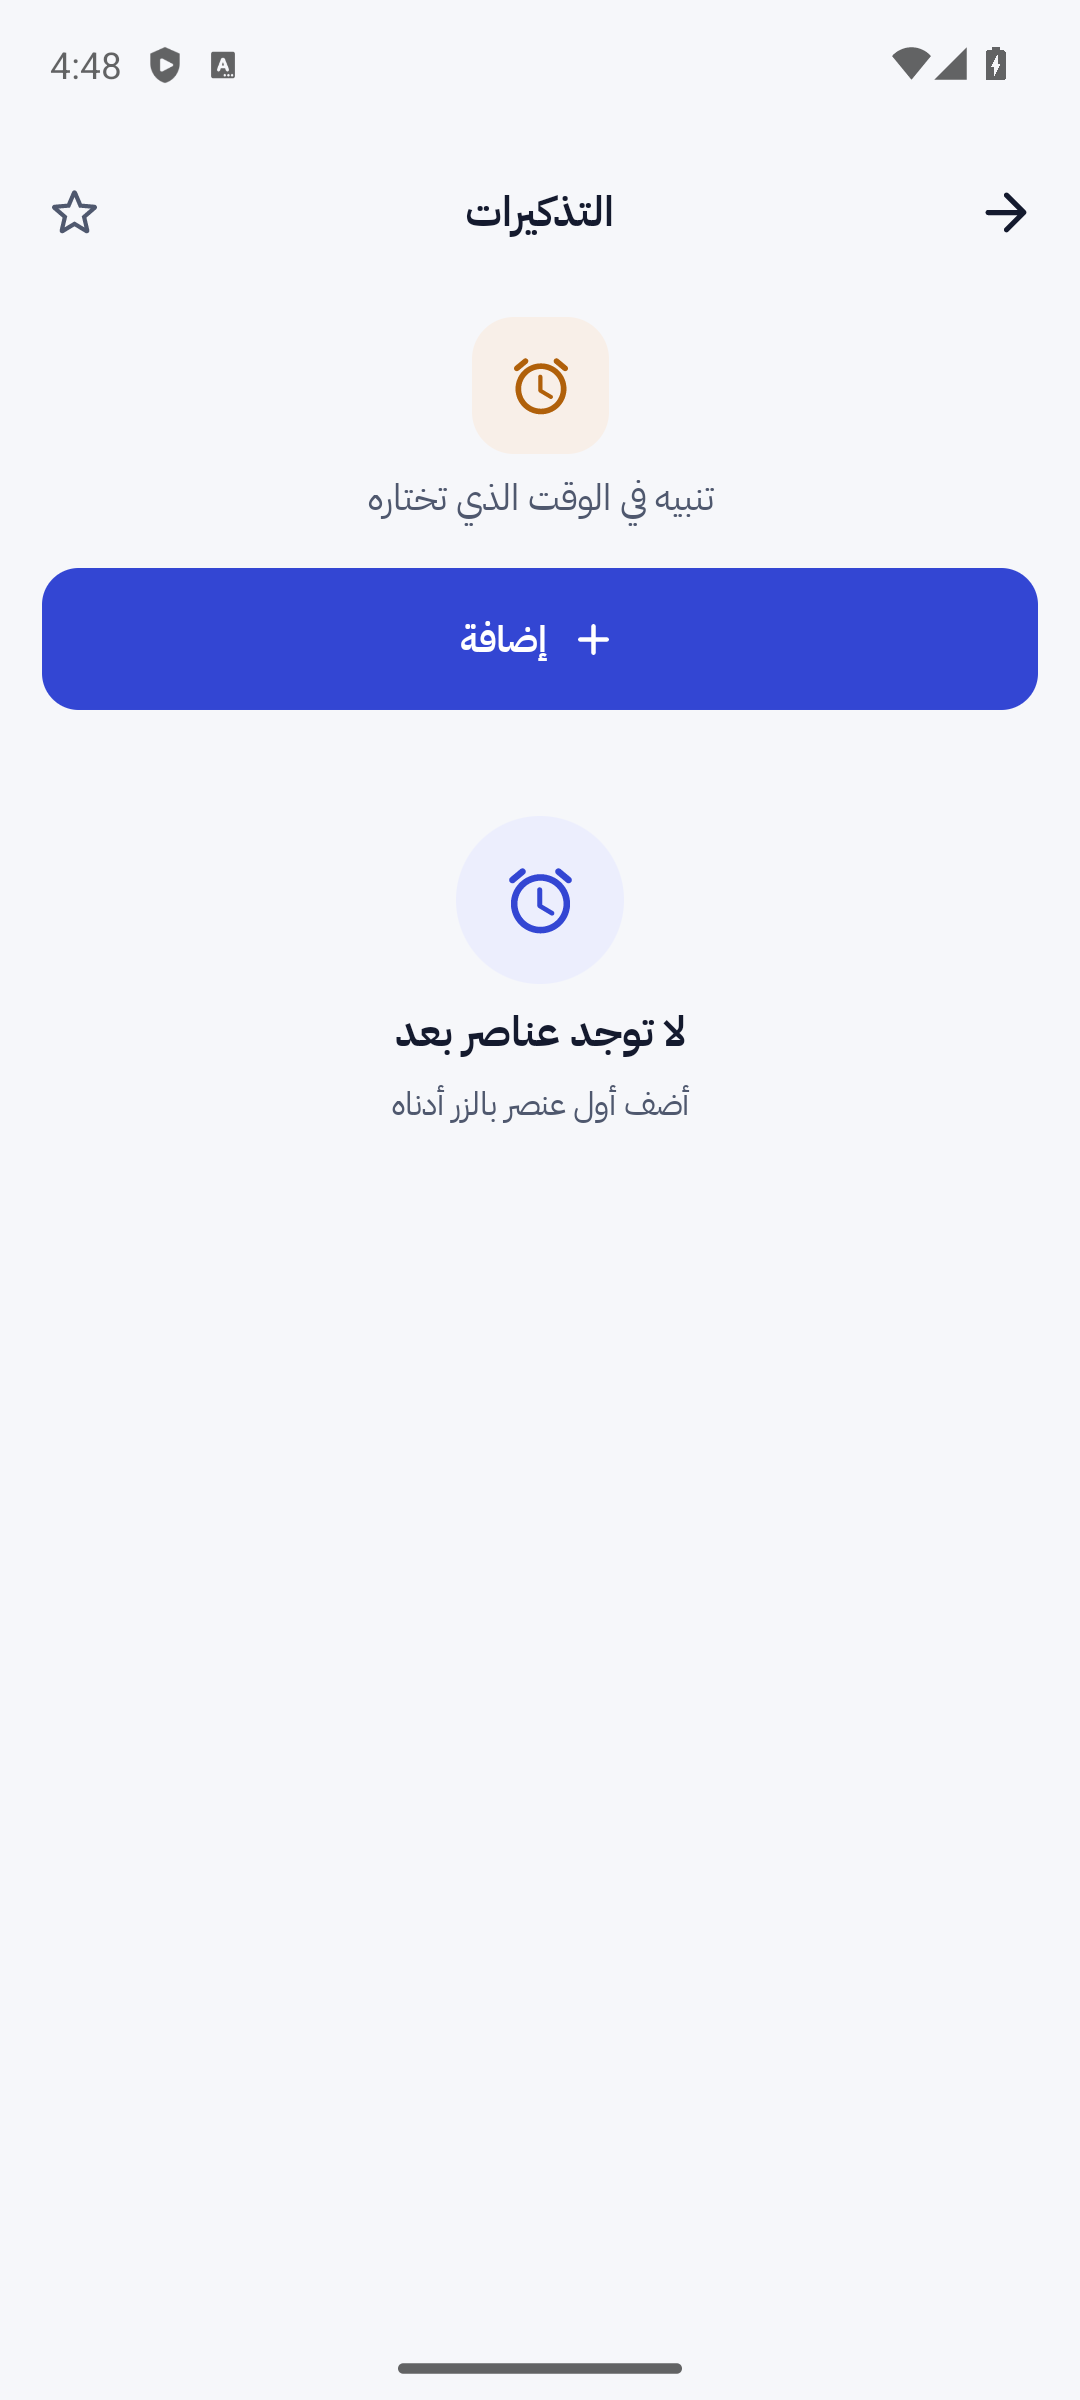 4:48
التذكيرات
تنبيه في الوقت الذي تختاره
إضافة
لا توجد عناصر بعد
أضف أول عنصر بالزر أدناه